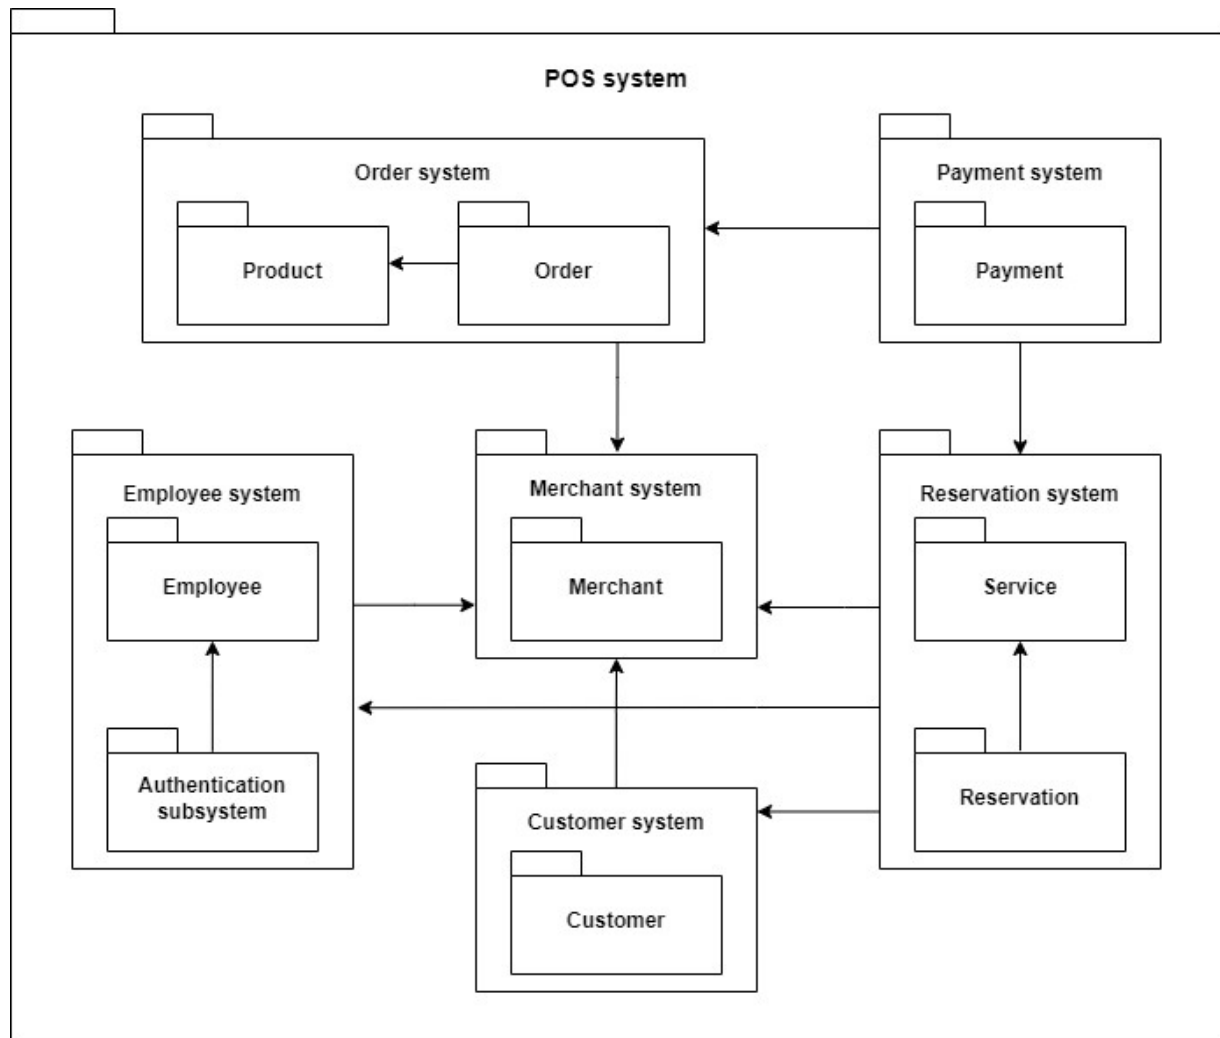 POS system
Order system
Payment system
Product
Order
Payment
Employee system
Merchant system
Reservation system
Employee
Merchant
Service
Authentication
subsystem
Customer system
Reservation
Customer